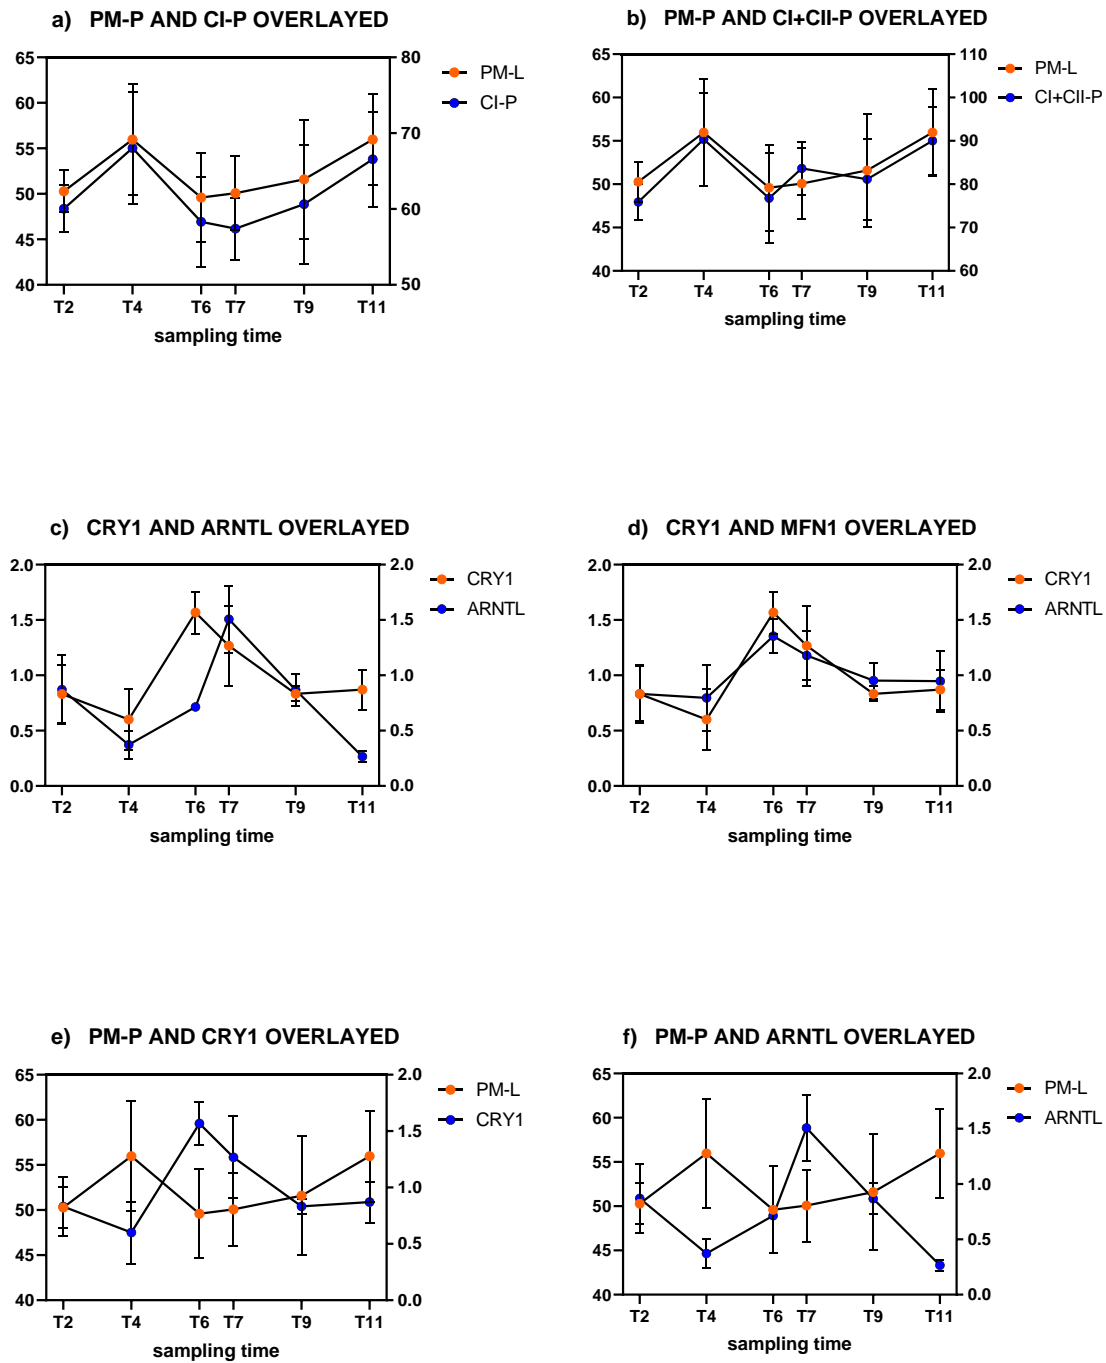 a) PM-P AND CI-P OVERLAYED
65
60
55
50
45
40
80
70
60
50
PM-L
CI-P
T2 T4 T6 T7 T9 T11
sampling time
b) PM-P AND CI+CII-P OVERLAYED
65
60
55
50
45
40
110
100
90
80
70
60
PM-L
CI+CII-P
T2 T4 T6 T7 T9 T11
sampling time
c) CRY1 AND ARNTL OVERLAYED
2.0
1.5
1.0
0.5
0.0
2.0
1.5
1.0
0.5
0.0
CRY1
ARNTL
T2 T4 T6 T7 T9 T11
sampling time
d) CRY1 AND MFN1 OVERLAYED
2.0
1.5
1.0
0.5
0.0
2.0
1.5
1.0
0.5
0.0
CRY1
ARNTL
T2 T4 T6 T7 T9 T11
sampling time
e) PM-P AND CRY1 OVERLAYED
65
60
55
50
45
40
2.0
1.5
1.0
0.5
0.0
PM-L
CRY1
T2 T4 T6 T7 T9 T11
sampling time
f) PM-P AND ARNTL OVERLAYED
65
60
55
50
45
40
2.0
1.5
1.0
0.5
0.0
PM-L
ARNTL
T2 T4 T6 T7 T9 T11
sampling time